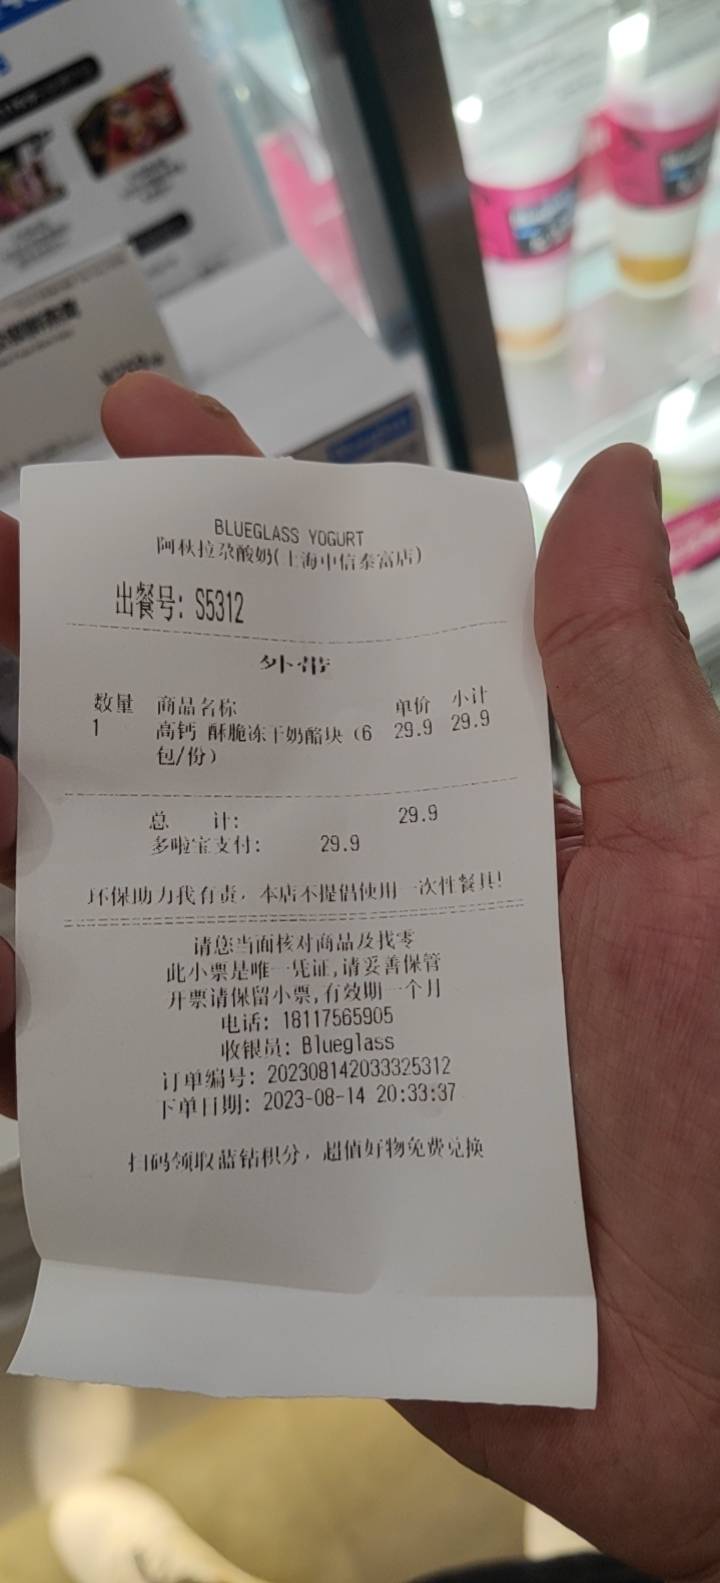 BLUEGLASS YOGURT
阿秋拉尕酸奶(上海中信泰富店)
出餐号: S5312
外带
数量 商品名称 单价 小计
1 高钙 酥脆冻干奶酪块 (6 29.9 29.9
包/份)
总 计: 29.9
多啦宝支付: 29.9
环保助力我有责, 本店不提倡使用一次性餐具!
请您当面核对商品及找零
此小票是唯一凭证,请妥善保管
开票请保留小票,有效期一个月
电话: 18117565905
收银员: Blueglass
订单编号: 202308142033325312
下单日期: 2023-08-14 20:33:37
扫码领取蓝钻积分, 超值好物免费兑换